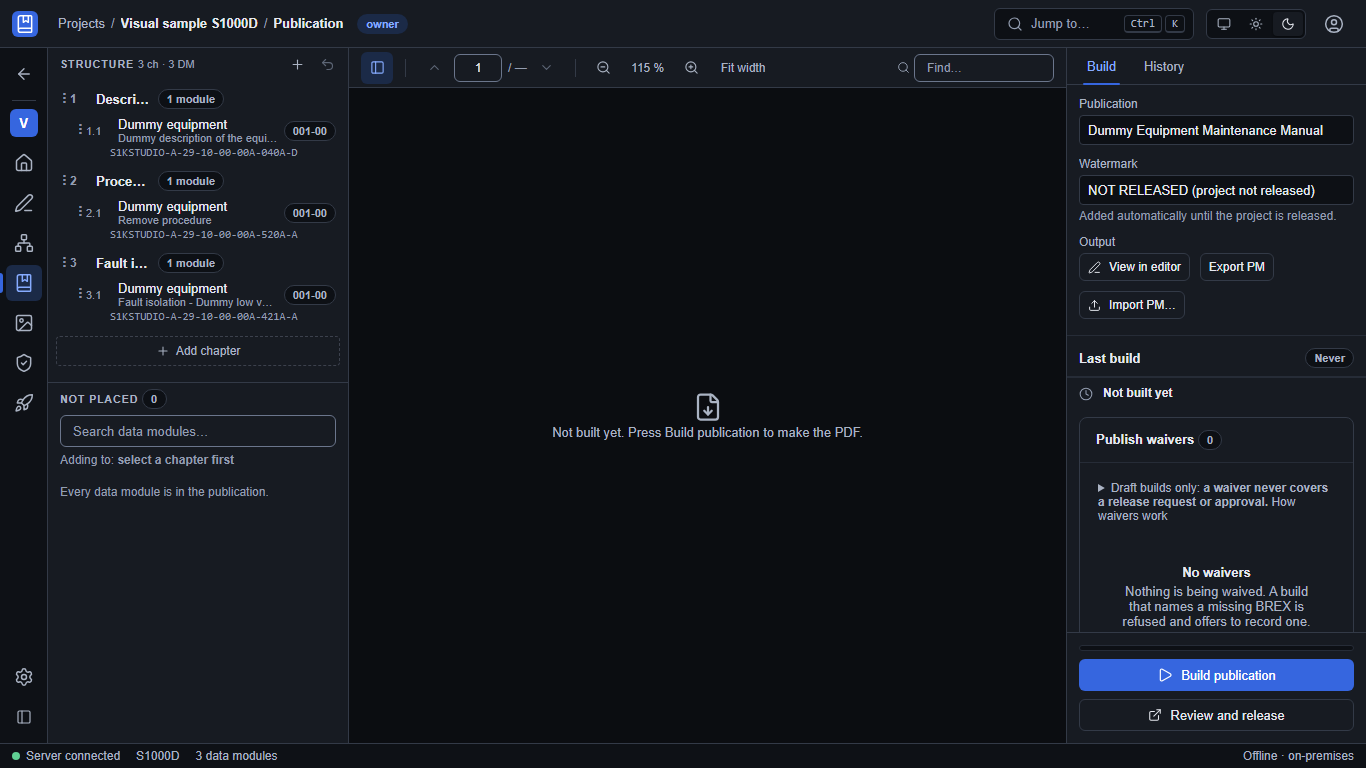 Projects / Visual sample S1000D / Publication owner
Jump to… Ctrl K
V
STRUCTURE 3 ch · 3 DM
1 Descri… 1 module
1.1 Dummy equipment 001-00
Dummy description of the equi…
S1KSTUDIO-A-29-10-00-00A-040A-D
2 Proce… 1 module
2.1 Dummy equipment 001-00
Remove procedure
S1KSTUDIO-A-29-10-00-00A-520A-A
3 Fault i… 1 module
3.1 Dummy equipment 001-00
Fault isolation - Dummy low v…
S1KSTUDIO-A-29-10-00-00A-421A-A
Add chapter
NOT PLACED 0
Search data modules…
Adding to: select a chapter first
Every data module is in the publication.
1 / — 115 % Fit width Find…
Not built yet. Press Build publication to make the PDF.
Build History
Publication
Dummy Equipment Maintenance Manual
Watermark
NOT RELEASED (project not released)
Added automatically until the project is released.
Output
View in editor Export PM
Import PM…
Last build Never
Not built yet
Publish waivers 0
Draft builds only: a waiver never covers
a release request or approval. How
waivers work
No waivers
Nothing is being waived. A build
that names a missing BREX is
refused and offers to record one.
Build publication
Review and release
Server connected S1000D 3 data modules
Offline · on-premises